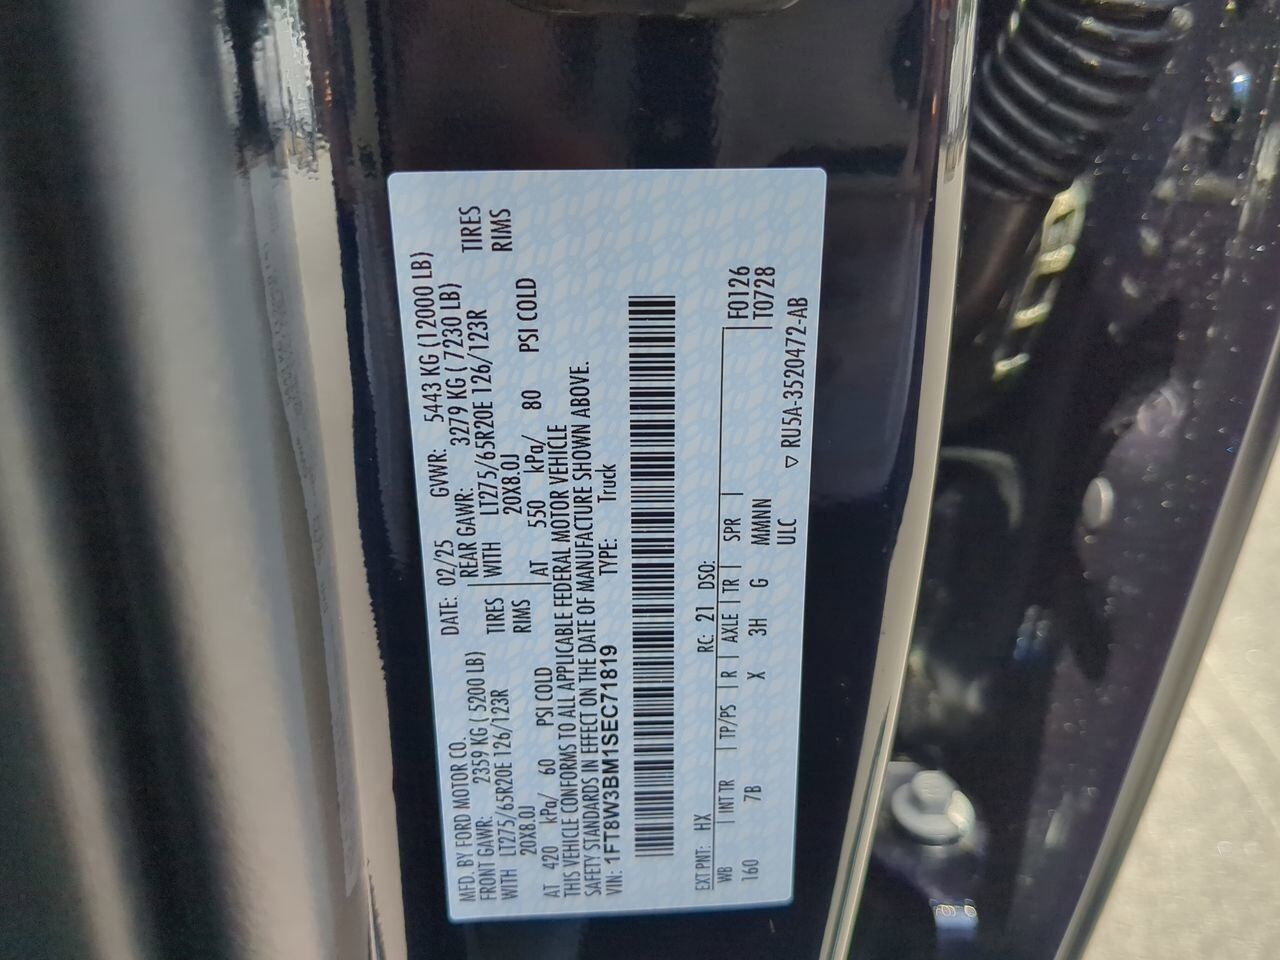 MFD. BY FORD MOTOR CO. DATE: 02/25 GVWR: 5443 KG (12000 LB)
FRONT GAWR: 2359 KG ( 5200 LB) REAR GAWR: 3279 KG ( 7230 LB)
WITH LT275/65R20E 126/123R TIRES WITH LT275/65R20E 126/123R TIRES
20X8.0J RIMS 20X8.0J RIMS
AT 420 kPa/ 60 PSI COLD AT 550 kPa/ 80 PSI COLD
THIS VEHICLE CONFORMS TO ALL APPLICABLE FEDERAL MOTOR VEHICLE
SAFETY STANDARDS IN EFFECT ON THE DATE OF MANUFACTURE SHOWN ABOVE.
VIN: 1FT8W3BM1SEC71819 TYPE: Truck
EXT PNT: HX RC: 21 DSO: F0126
WB INT TR TP/PS R AXLE TR SPR T0728
160 7B X 3H G MMNN
ULC ▽ RU5A-3520472-AB